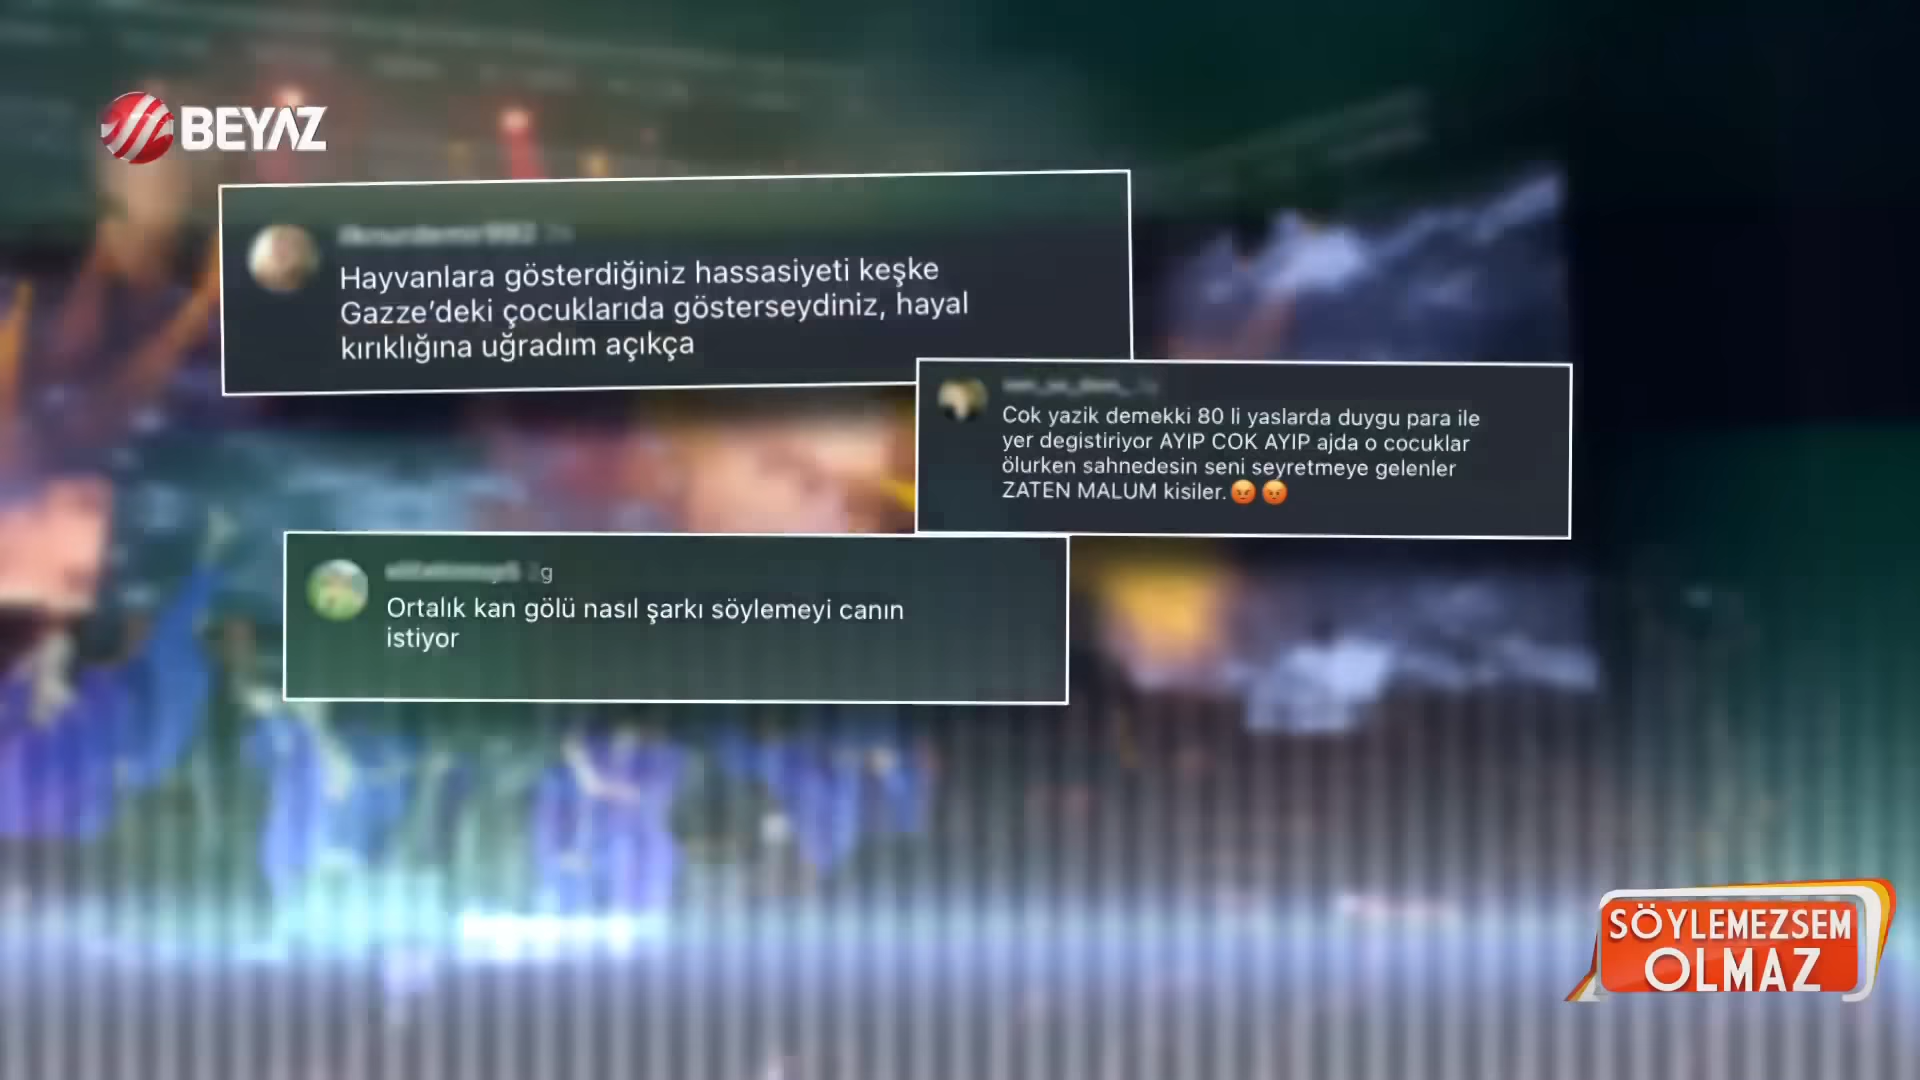 BEYAZ
Hayvanlara gösterdiğiniz hassasiyeti keşke
Gazze'deki çocuklarıda gösterseydiniz, hayal
kırıklığına uğradım açıkça
Cok yazik demekki 80 li yaslarda duygu para ile
yer degistiriyor AYIP COK AYIP ajda o cocuklar
ölurken sahnedesin seni seyretmeye gelenler
ZATEN MALUM kisiler.😡😡
Ortalık kan gölü nasıl şarkı söylemeyi canın
istiyor
SÖYLEMEZSEM
OLMAZ